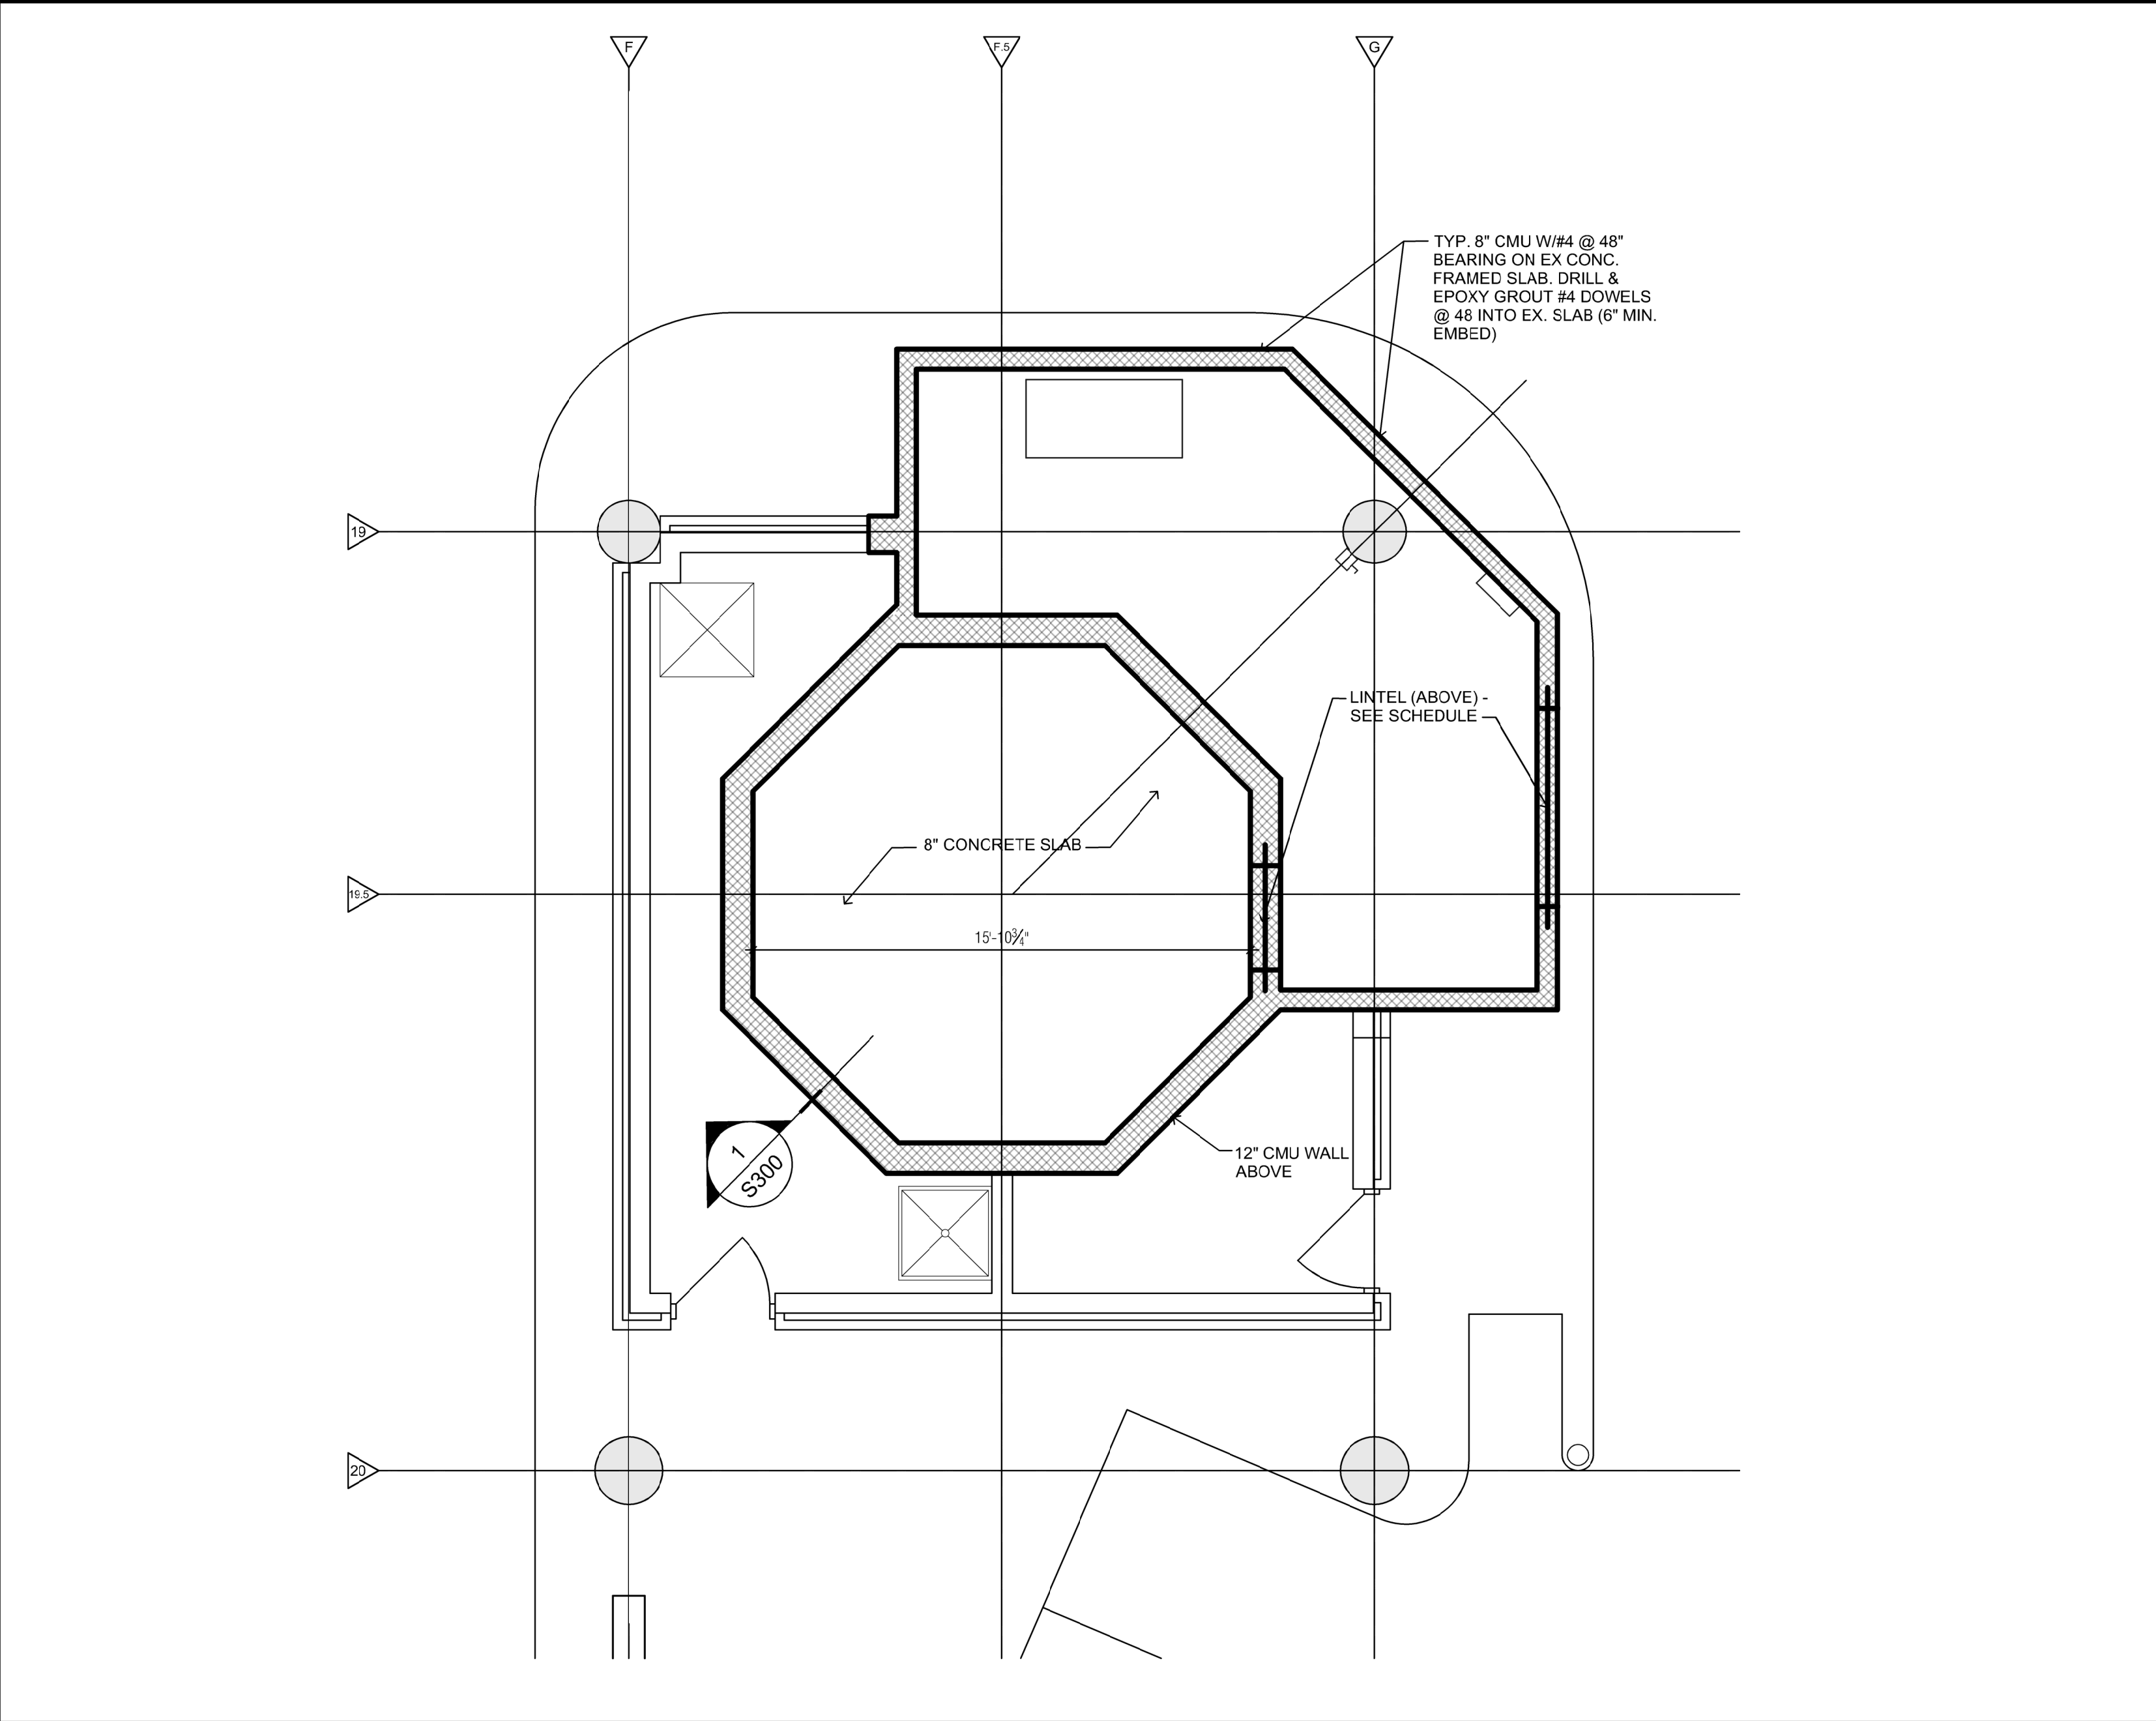 F
F.5
G
TYP. 8" CMU W/#4 @ 48"
BEARING ON EX CONC.
FRAMED SLAB. DRILL &
EPOXY GROUT #4 DOWELS
@ 48 INTO EX. SLAB (6" MIN.
EMBED)
19
LINTEL (ABOVE) -
SEE SCHEDULE
8" CONCRETE SLAB
19.5
15'-10¾"
1
S300
12" CMU WALL
ABOVE
20